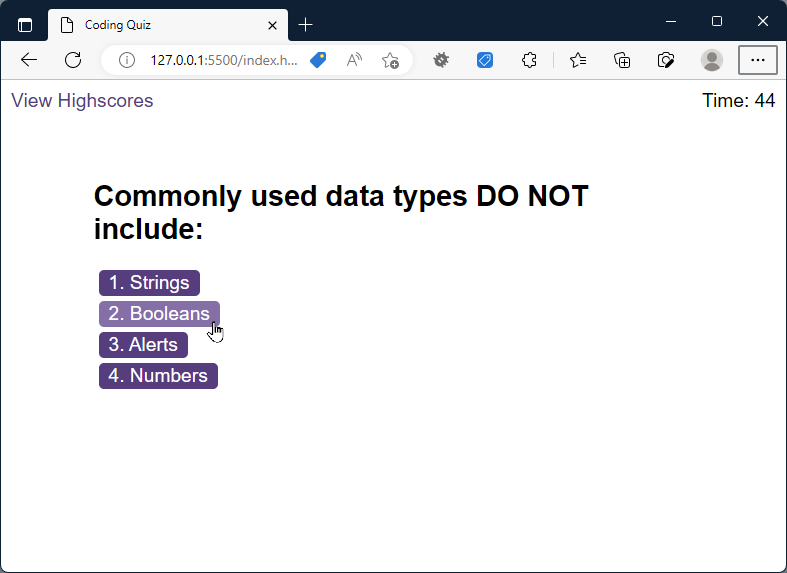 Coding Quiz
127.0.0.1:5500/index.h...
View Highscores
Time: 44
Commonly used data types DO NOT
include:
1. Strings
2. Booleans
3. Alerts
4. Numbers